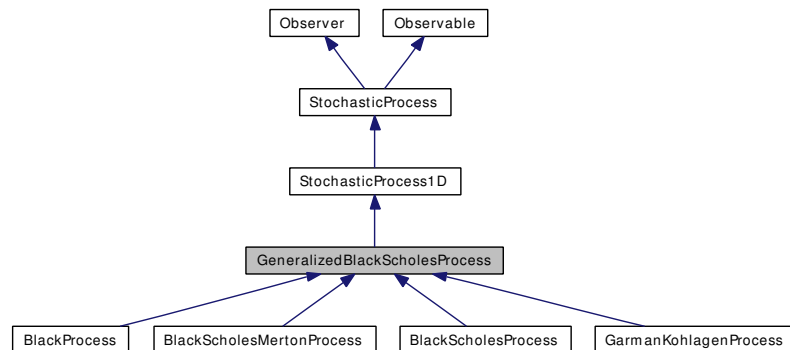 Observer
Observable
StochasticProcess
StochasticProcess1D
GeneralizedBlackScholesProcess
BlackProcess
BlackScholesMertonProcess
BlackScholesProcess
GarmanKohlagenProcess